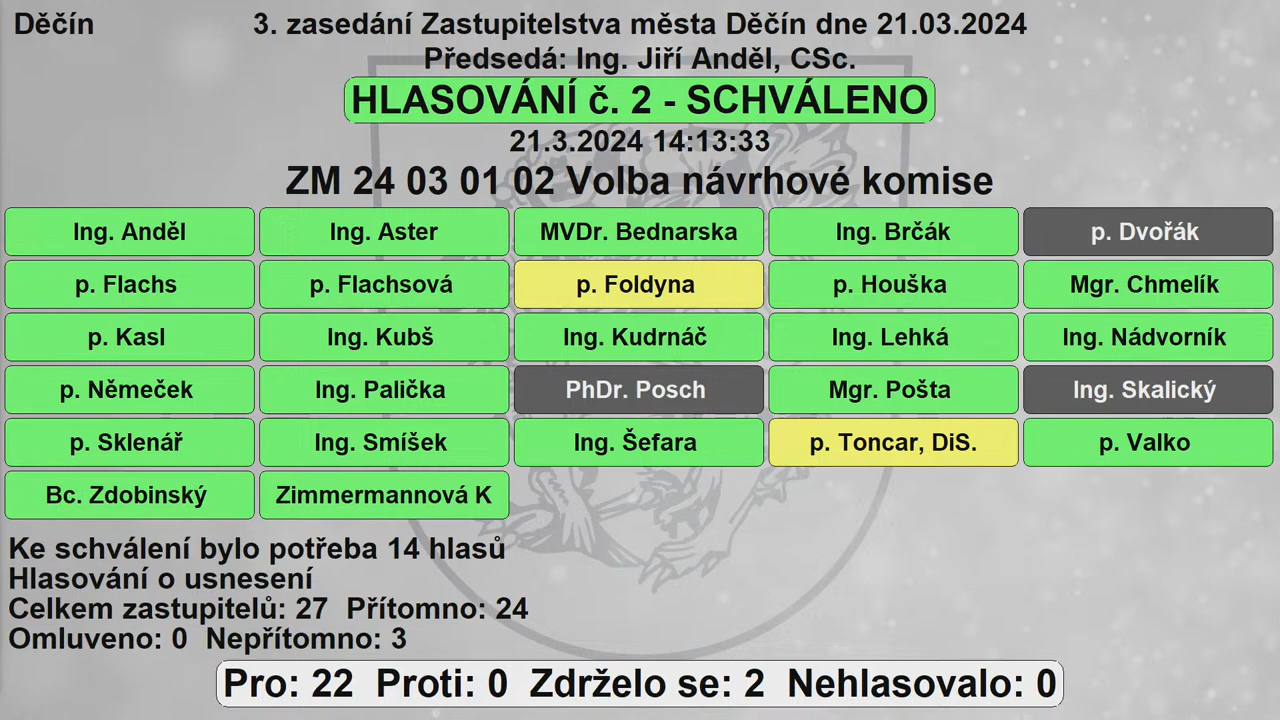 Děčín 3. zasedání Zastupitelstva města Děčín dne 21.03.2024
Předsedá: Ing. Jiří Anděl, CSc.
HLASOVÁNÍ č. 2 - SCHVÁLENO
21.3.2024 14:13:33
ZM 24 03 01 02 Volba návrhové komise
Ing. Anděl Ing. Aster MVDr. Bednarska Ing. Brčák p. Dvořák
p. Flachs p. Flachsová p. Foldyna p. Houška Mgr. Chmelík
p. Kasl Ing. Kubš Ing. Kudrnáč Ing. Lehká Ing. Nádvorník
p. Němeček Ing. Palička PhDr. Posch Mgr. Pošta Ing. Skalický
p. Sklenář Ing. Smíšek Ing. Šefara p. Toncar, DiS. p. Valko
Bc. Zdobinský Zimmermannová K
Ke schválení bylo potřeba 14 hlasů
Hlasování o usnesení
Celkem zastupitelů: 27 Přítomno: 24
Omluveno: 0 Nepřítomno: 3
Pro: 22 Proti: 0 Zdrželo se: 2 Nehlasovalo: 0